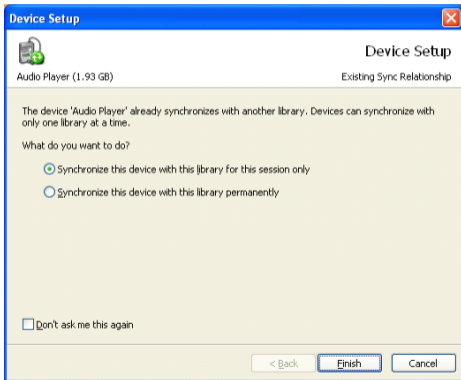 Device Setup
Device Setup
Audio Player (1.93 GB)
Existing Sync Relationship
The device 'Audio Player' already synchronizes with another library. Devices can synchronize with
only one library at a time.
What do you want to do?
Synchronize this device with this library for this session only
Synchronize this device with this library permanently
Don't ask me this again
< Back
Finish
Cancel